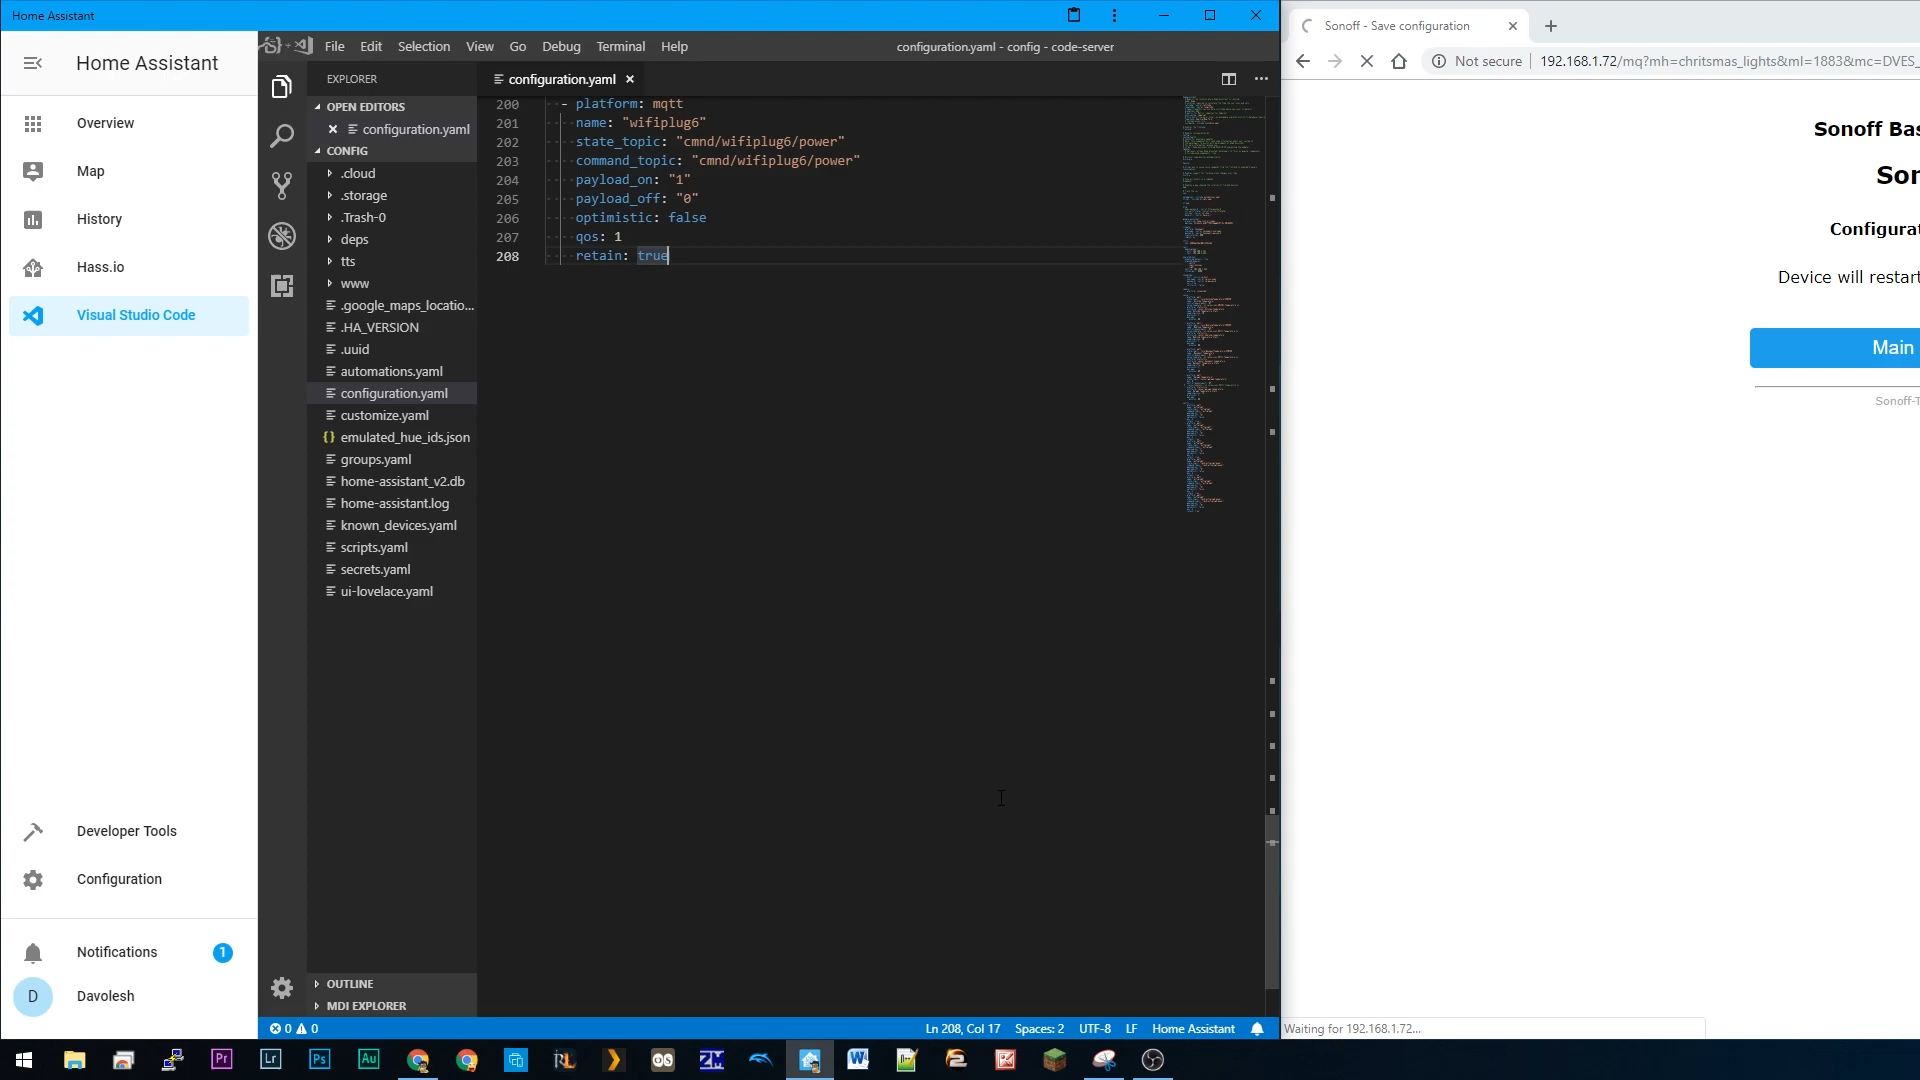 Home Assistant
Home Assistant
Overview
Map
History
Hass.io
Visual Studio Code
Developer Tools
Configuration
Notifications
1
D
Davolesh
File Edit Selection View Go Debug Terminal Help
configuration.yaml - config - code-server
EXPLORER
OPEN EDITORS
configuration.yaml
CONFIG
.cloud
.storage
.Trash-0
deps
tts
www
.google_maps_locatio...
.HA_VERSION
.uuid
automations.yaml
configuration.yaml
customize.yaml
emulated_hue_ids.json
groups.yaml
home-assistant_v2.db
home-assistant.log
known_devices.yaml
scripts.yaml
secrets.yaml
ui-lovelace.yaml
OUTLINE
MDI EXPLORER
configuration.yaml
200 - platform: mqtt
201 name: "wifiplug6"
202 state_topic: "cmnd/wifiplug6/power"
203 command_topic: "cmnd/wifiplug6/power"
204 payload_on: "1"
205 payload_off: "0"
206 optimistic: false
207 qos: 1
208 retain: true
0 0
Ln 208, Col 17 Spaces: 2 UTF-8 LF Home Assistant
Sonoff - Save configuration
Not secure 192.168.1.72/mq?mh=chritsmas_lights&ml=1883&mc=DVES_
Sonoff Bas
Son
Configurat
Device will restart
Main
Sonoff-T
Waiting for 192.168.1.72...
Pr Lr Ps Au